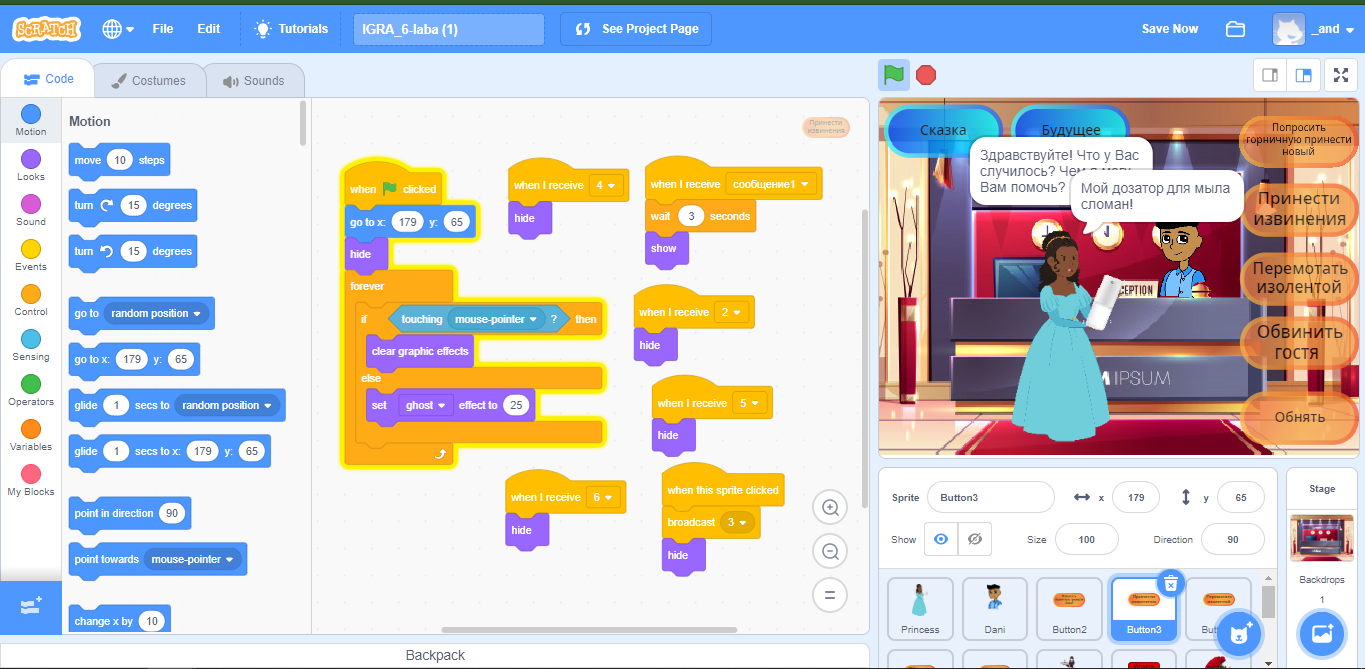 SCRATCH
File
Edit
Tutorials
IGRA_6-laba (1)
See Project Page
Save Now
_and
Code
Costumes
Sounds
Motion
Looks
Sound
Events
Control
Sensing
Operators
Variables
My Blocks
Motion
move 10 steps
turn 15 degrees
turn 15 degrees
go to random position
go to x: 179 y: 65
glide 1 secs to random position
glide 1 secs to x: 179 y: 65
point in direction 90
point towards mouse-pointer
change x by 10
Принести
извинения
when clicked
go to x: 179 y: 65
hide
forever
if touching mouse-pointer ? then
clear graphic effects
else
set ghost effect to 25
when I receive 4
hide
when I receive сообщение1
wait 3 seconds
show
when I receive 2
hide
when I receive 5
hide
when I receive 6
hide
when this sprite clicked
broadcast 3
hide
Backpack
Сказка
Будущее
Попросить
горничную принести
новый
Здравствуйте! Что у Вас
случилось?
Вам помочь?
Мой дозатор для мыла
сломан!
Принести
извинения
Перемотать
изолентой
Обвинить
гостя
Обнять
CEPTION
M IPSUM
Sprite
Button3
x
179
y
65
Show
Size
100
Direction
90
Princess
Dani
Button2
Button3
Stage
Backdrops
1